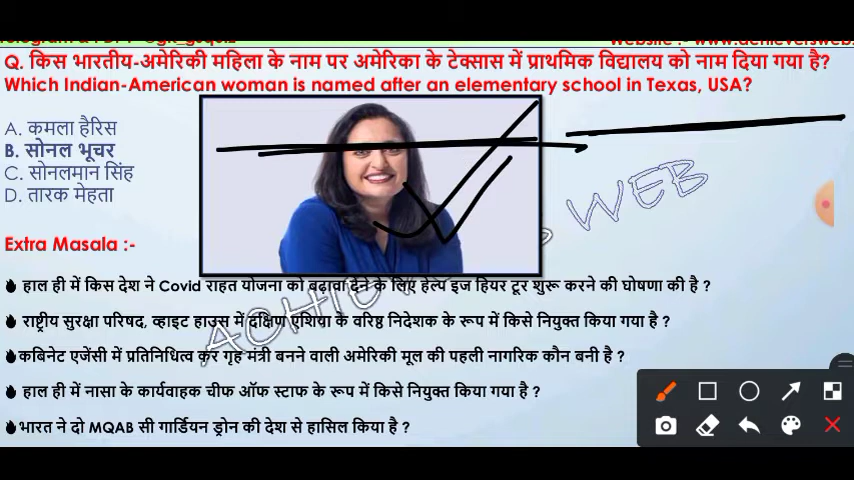 Q. किस भारतीय-अमेरिकी महिला के नाम पर अमेरिका के टेक्सास में प्राथमिक विद्यालय को नाम दिया गया है?
Which Indian-American woman is named after an elementary school in Texas, USA?
A. कमला हैरिस
B. सोनल भूचर
C. सोनलमान सिंह
D. तारक मेहता
WEB
Extra Masala :-
हाल ही में किस देश ने Covid राहत योजना को बढ़ावा देने के लिए हेल्प इज हियर टूर शुरू करने की घोषणा की है ?
राष्ट्रीय सुरक्षा परिषद, व्हाइट हाउस में दक्षिण एशिया के वरिष्ठ निदेशक के रूप में किसे नियुक्त किया गया है ?
कबिनेट एजेंसी में प्रतिनिधित्व कर गृह मंत्री बनने वाली अमेरिकी मूल की पहली नागरिक कौन बनी है ?
हाल ही में नासा के कार्यवाहक चीफ ऑफ स्टाफ के रूप में किसे नियुक्त किया गया है ?
भारत ने दो MQAB सी गार्डियन ड्रोन की देश से हासिल किया है ?